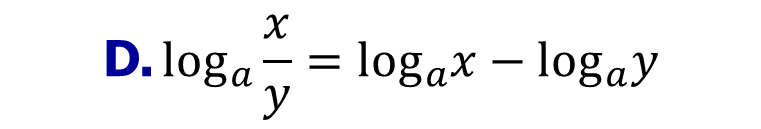 D. logₐ x/y = logₐx − logₐy